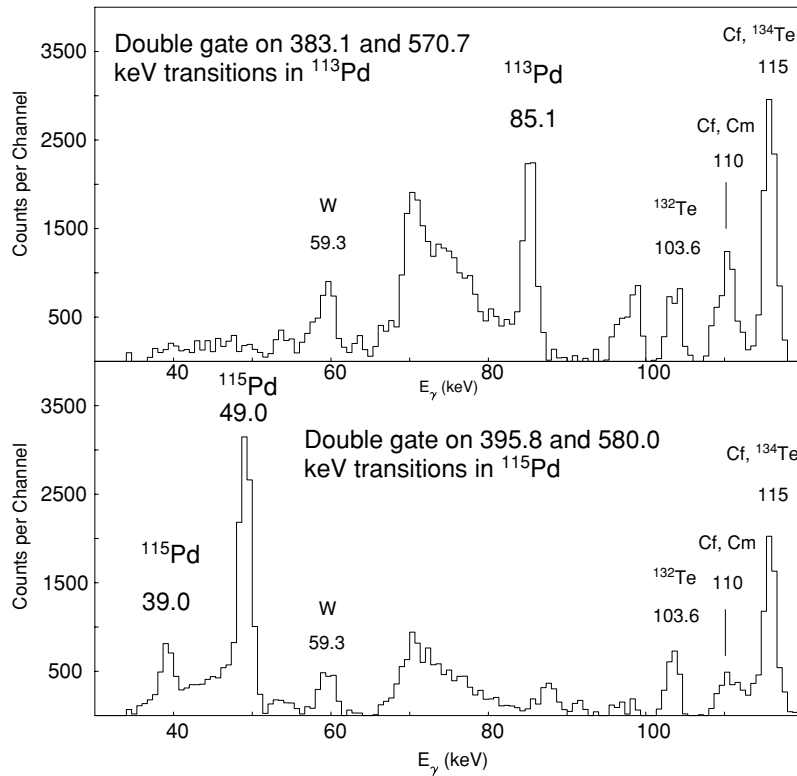 3500
2500
1500
500
Counts per Channel
Double gate on 383.1 and 570.7
keV transitions in ¹¹³Pd
W
59.3
¹¹³Pd
85.1
¹³²Te
103.6
Cf, Cm
110
Cf, ¹³⁴Te
115
40 60 80 100
E_γ (keV)
3500
2500
1500
500
Counts per Channel
¹¹⁵Pd
49.0
Double gate on 395.8 and 580.0
keV transitions in ¹¹⁵Pd
¹¹⁵Pd
39.0
W
59.3
¹³²Te
103.6
Cf, Cm
110
Cf, ¹³⁴Te
115
40 60 80 100
E_γ (keV)